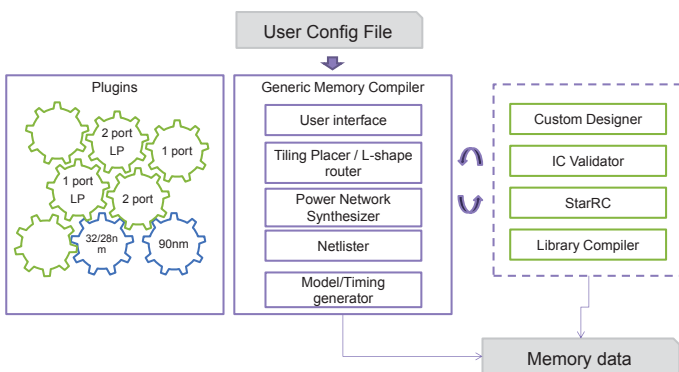 User Config File
Plugins
2 port
LP
1 port
1 port
LP
2 port
32/28n
m
90nm
Generic Memory Compiler
User interface
Tiling Placer / L-shape
router
Power Network
Synthesizer
Netlister
Model/Timing
generator
Custom Designer
IC Validator
StarRC
Library Compiler
Memory data